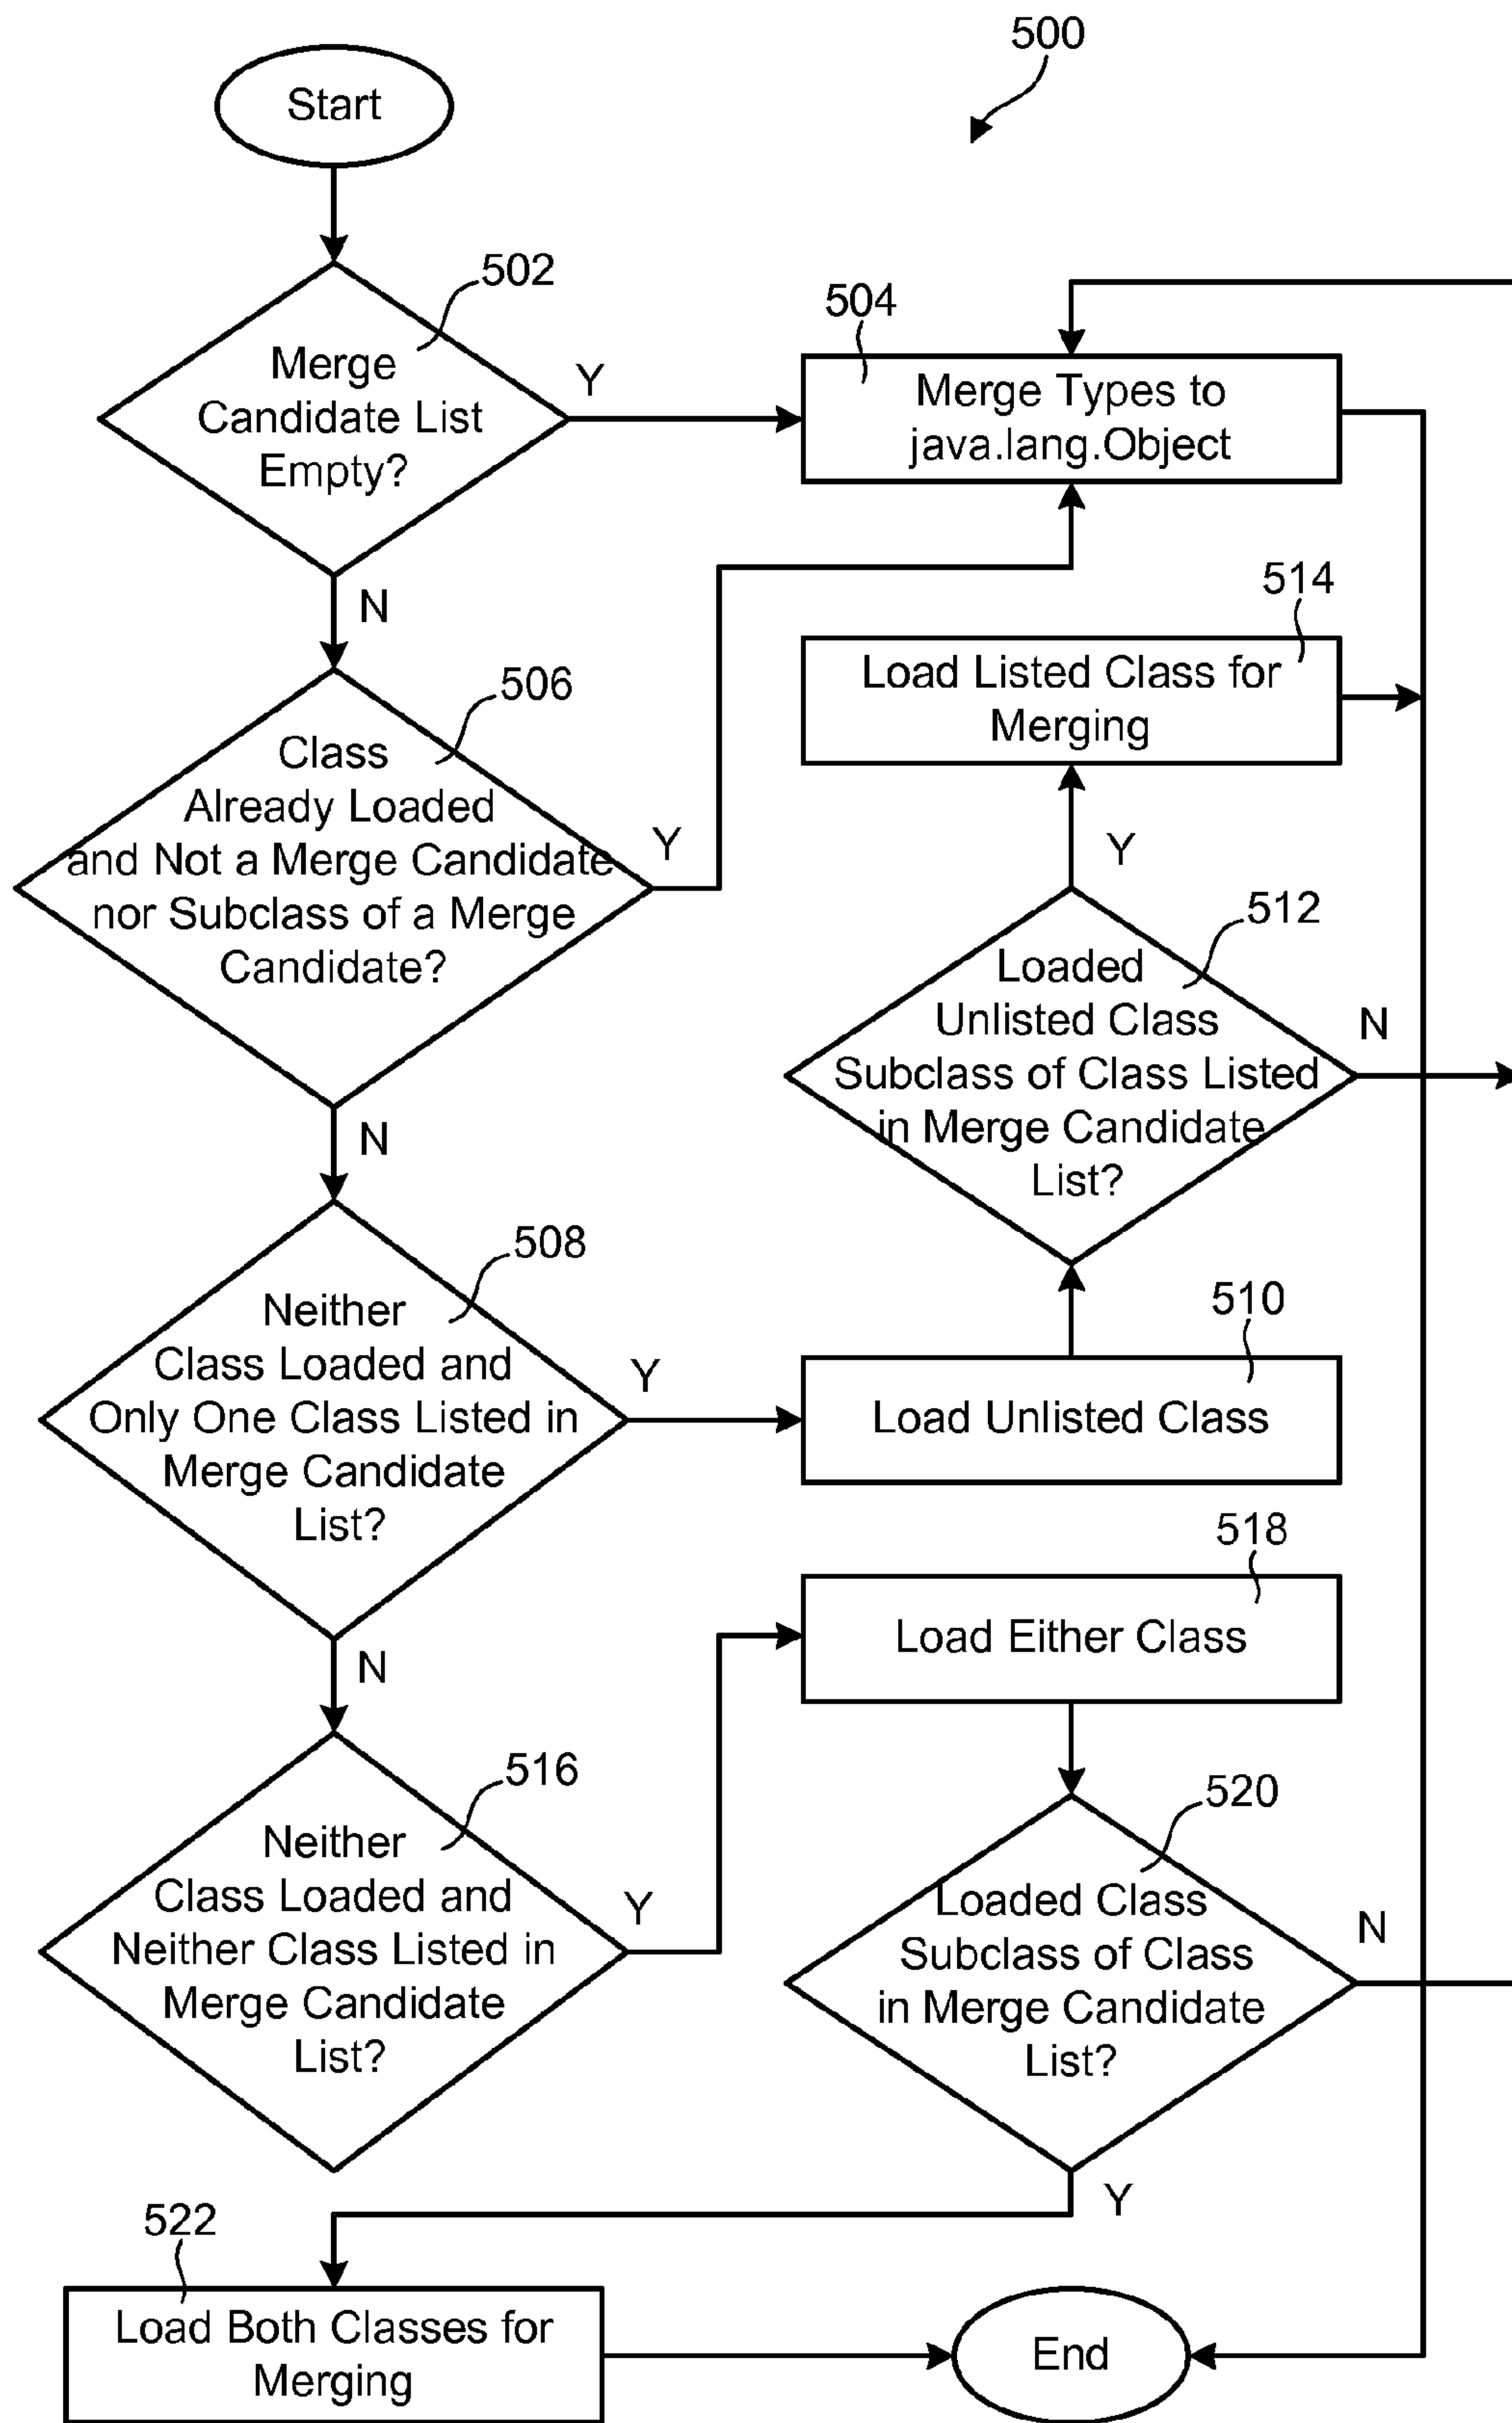 500
Start
502
Merge
Candidate List
Empty?
Y
N
504
Merge Types to
java.lang.Object
506
Class
Already Loaded
and Not a Merge Candidate
nor Subclass of a Merge
Candidate?
Y
N
514
Load Listed Class for
Merging
Y
512
Loaded
Unlisted Class
Subclass of Class Listed
in Merge Candidate
List?
N
508
Neither
Class Loaded and
Only One Class Listed in
Merge Candidate
List?
Y
N
510
Load Unlisted Class
518
Load Either Class
516
Neither
Class Loaded and
Neither Class Listed in
Merge Candidate
List?
Y
520
Loaded Class
Subclass of Class
in Merge Candidate
List?
N
Y
522
Load Both Classes for
Merging
End